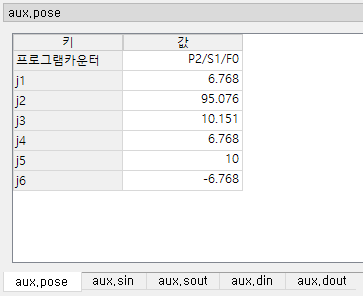 aux.pose
키 값
프로그램카운터 P2/S1/F0
j1 6.768
j2 95.076
j3 10.151
j4 6.768
j5 10
j6 -6.768
aux.pose aux.sin aux.sout aux.din aux.dout